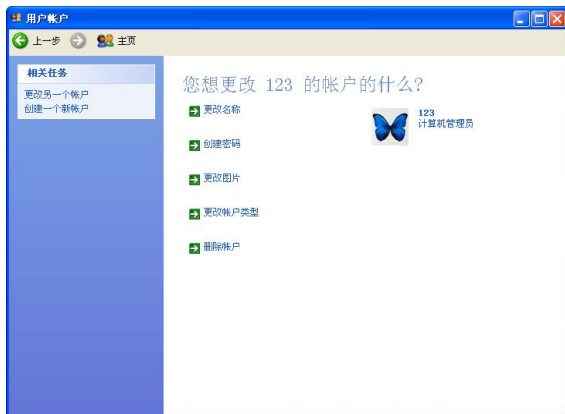 用户帐户
上一步 主页
相关任务
更改另一个帐户
创建一个新帐户
您想更改 123 的帐户的什么?
更改名称
创建密码
更改图片
更改帐户类型
删除帐户
123
计算机管理员